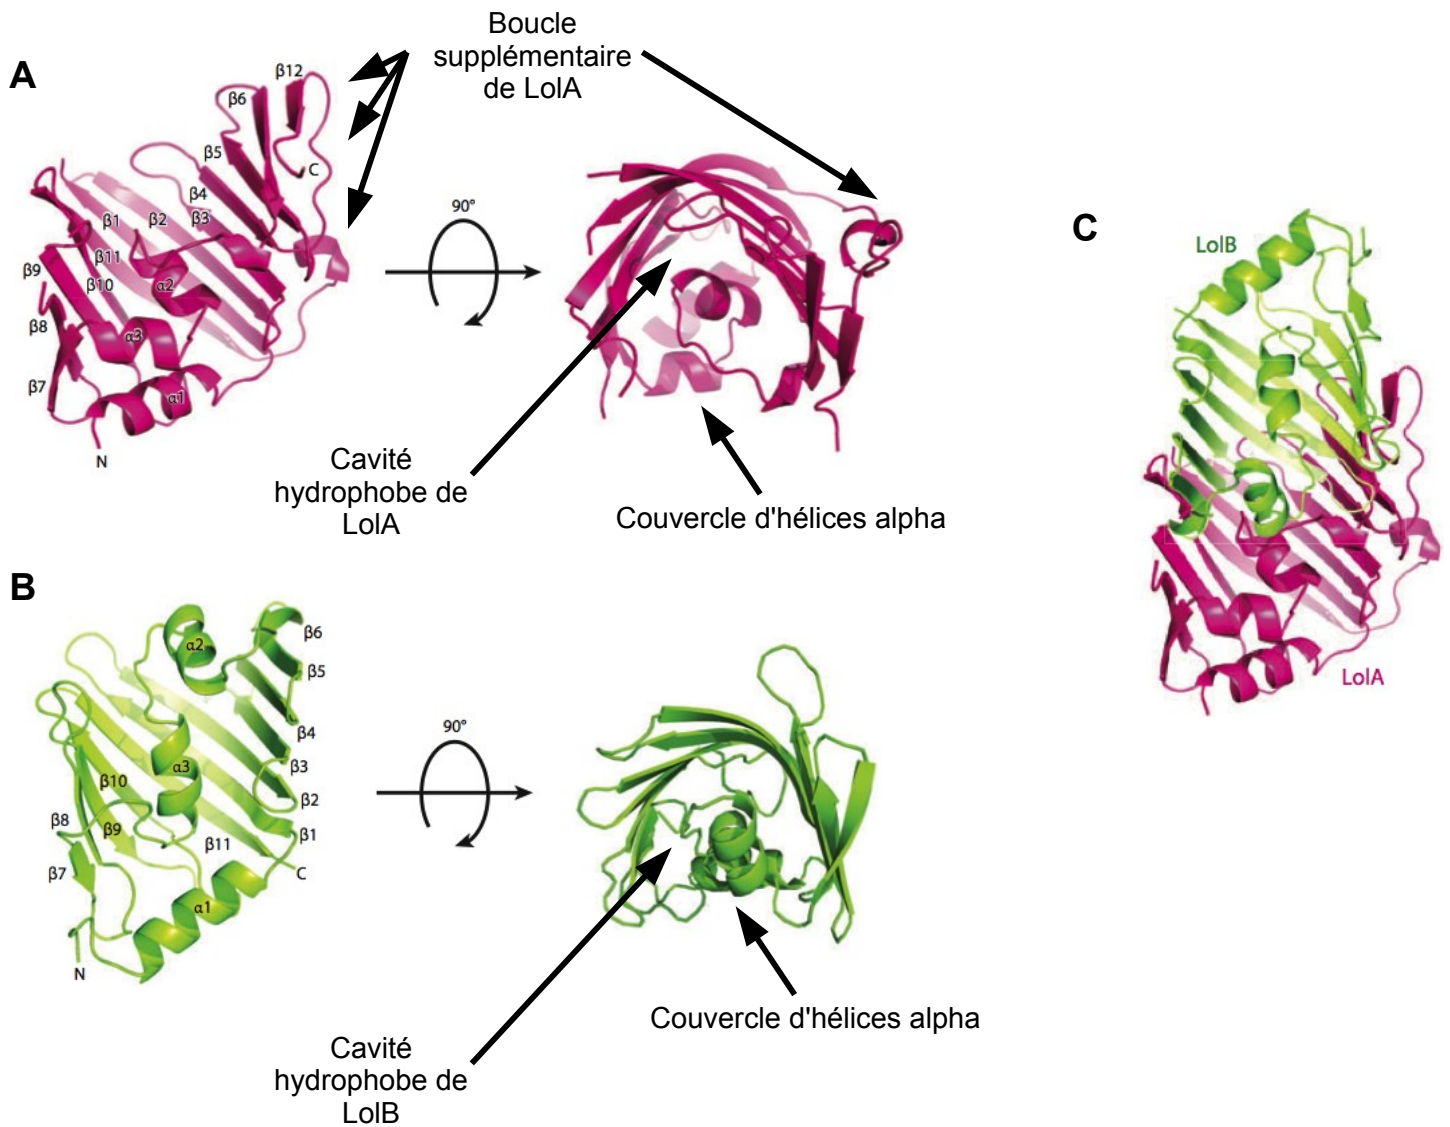 Boucle
supplémentaire
de LolA
A
β12
β6
β5
C
β4
β1
β2
β3
β11
β9
β10
α2
β8
α3
β7
α1
N
90°
Cavité
hydrophobe de
LolA
Couvercle d'hélices alpha
B
α2
β6
β5
β4
α3
β3
β10
β2
β8
β9
β1
β11
β7
C
α1
N
90°
Couvercle d'hélices alpha
Cavité
hydrophobe de
LolB
C
LolB
LolA